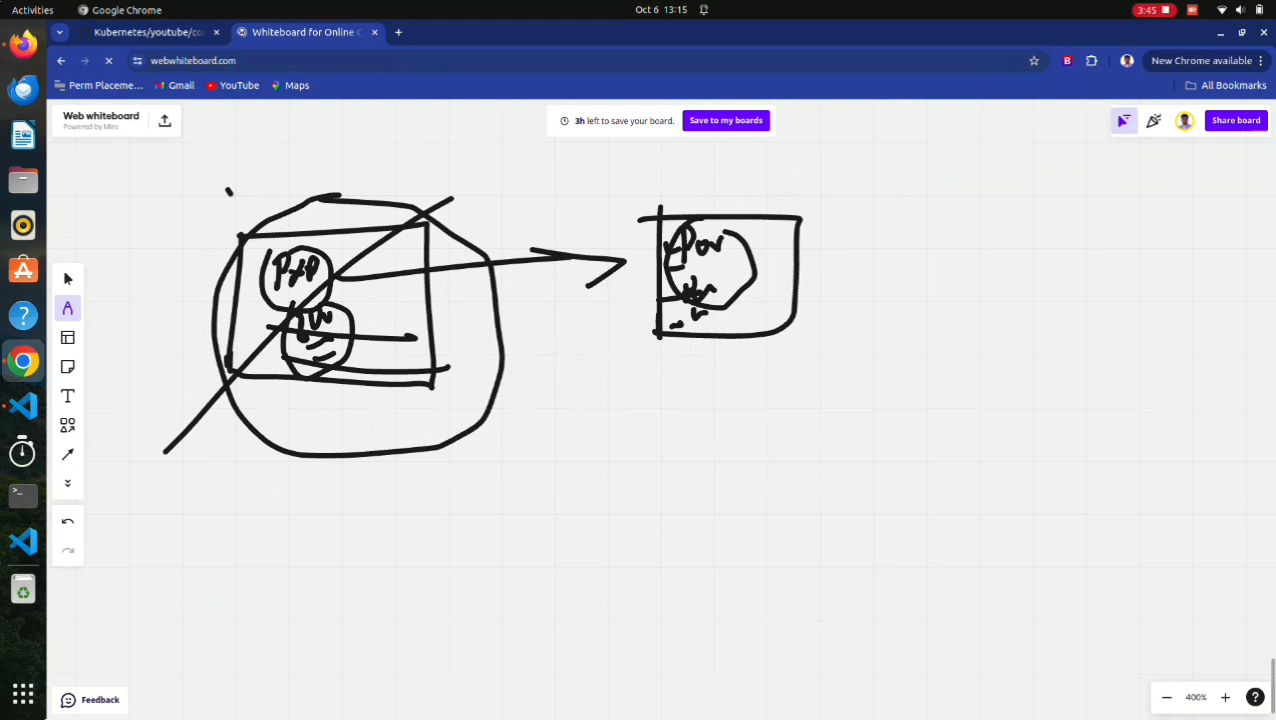 Activities
Google Chrome
Oct 6 13:15
3:45
Kubernetes/youtube/co
Whiteboard for Online C
webwhiteboard.com
New Chrome available
Perm Placeme...
Gmail
YouTube
Maps
All Bookmarks
Web whiteboard
Powered by Miro
3h left to save your board.
Save to my boards
Share board
Feedback
400%